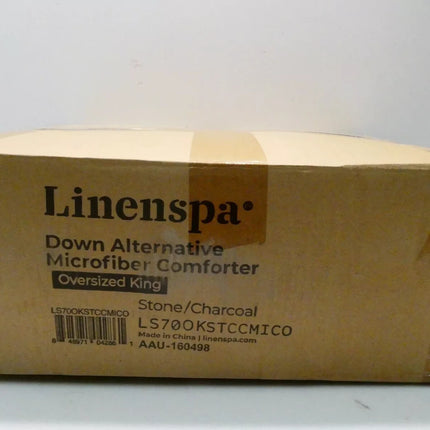 Linenspa®
Down Alternative
Microfiber Comforter
Oversized King
Stone/Charcoal
LS70OKSTCCMICO
LS70OKSTCCMICO
Made in China | linenspa.com
AAU-160498